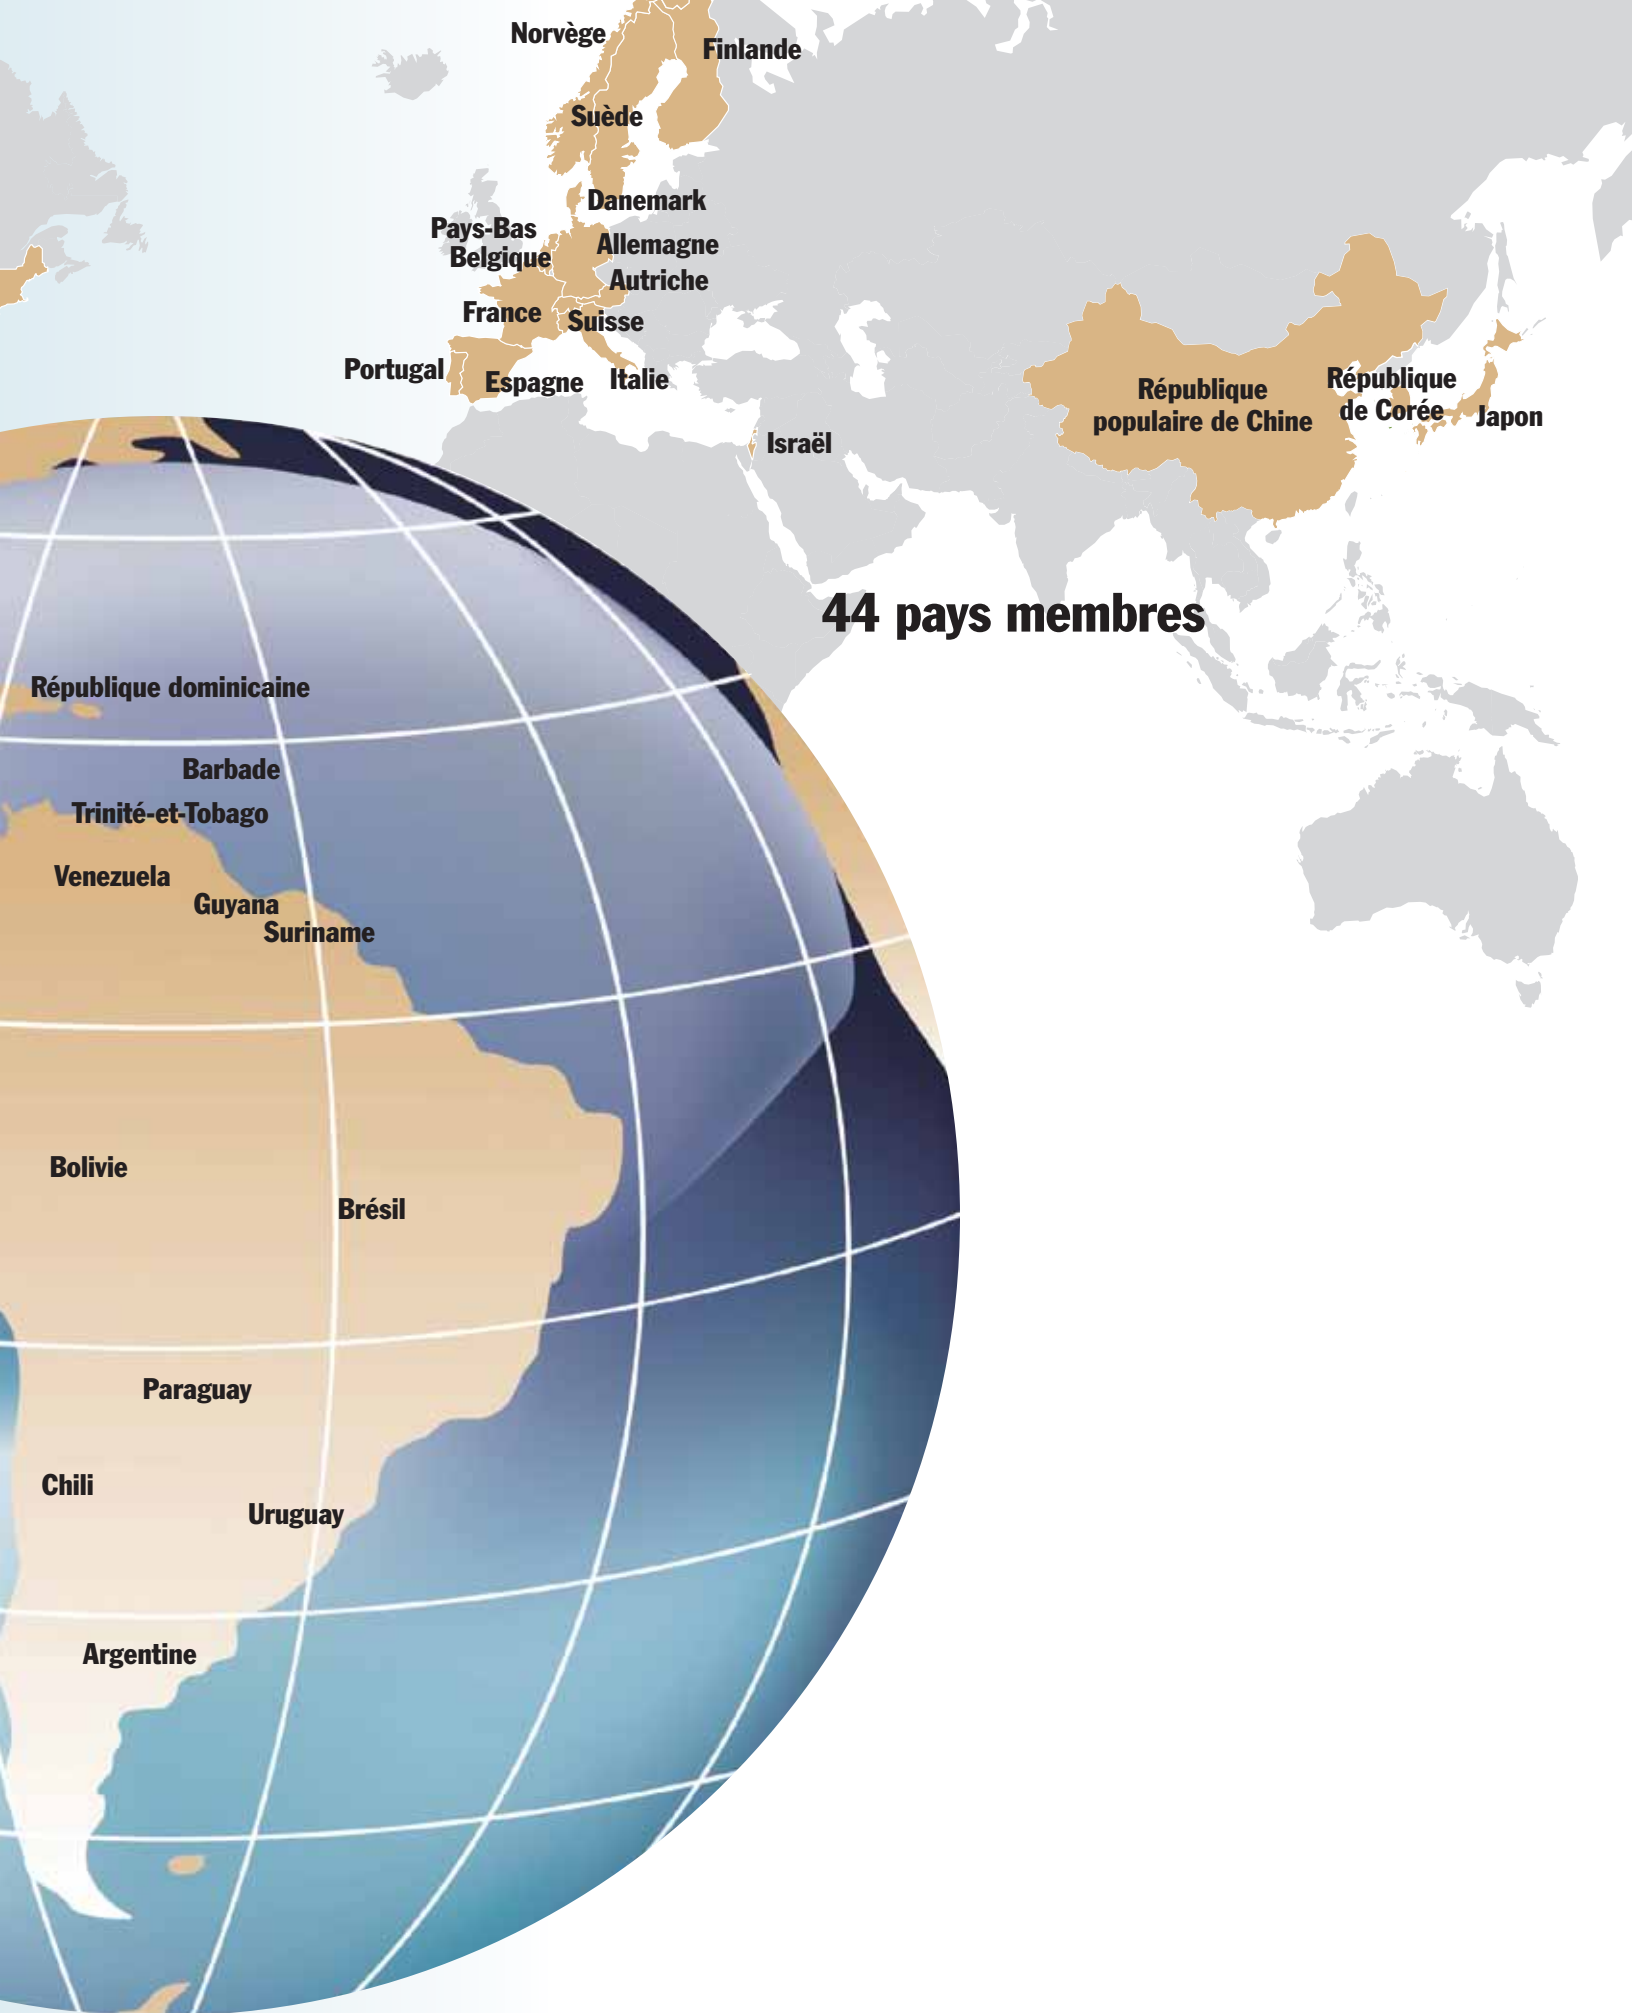 Norvège
Finlande
Suède
Danemark
Pays-Bas
Allemagne
Belgique
Autriche
France
Suisse
Portugal
Espagne
Italie
Israël
République
populaire de Chine
République
de Corée
Japon
44 pays membres
République dominicaine
Barbade
Trinité-et-Tobago
Venezuela
Guyana
Suriname
Bolivie
Brésil
Paraguay
Chili
Uruguay
Argentine